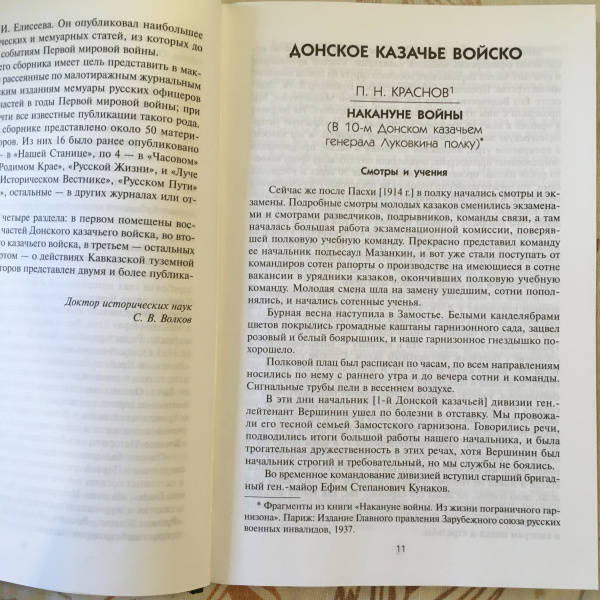 И. Елисеева. Он опубликовал наибольшее
ческих и мемуарных статей, из которых до
событиям Первой мировой войны.
его сборника имеет цель представить в мак-
рассеянные по малотиражным журнальным
ским изданиям мемуары русских офицеров
частей в годы Первой мировой войны; при
чти все известные публикации такого рода.
сборнике представлено около 50 матери-
ров. Из них 16 было ранее опубликовано
— в «Нашей Станице», по 4 — в «Часовом»
Родимом Крае», «Русской Жизни», и «Луче
Историческом Вестнике», «Русском Пути»
», остальные — в других журналах или от-
четыре раздела: в первом помещены вос-
частей Донского казачьего войска, во вто-
о казачьего войска, в третьем — остальных
ртом — о действиях Кавказской туземной
торов представлен двумя и более публика-
Доктор исторических наук
С. В. Волков
ДОНСКОЕ КАЗАЧЬЕ ВОЙСКО
П. Н. КРАСНОВ1
НАКАНУНЕ ВОЙНЫ
(В 10-м Донском казачьем
генерала Луковкина полку)*
Смотры и учения
Сейчас же после Пасхи [1914 г.] в полку начались смотры и эк-
замены. Подробные смотры молодых казаков сменились экзамена-
ми и смотрами разведчиков, подрывников, команды связи, а там
началась большая работа экзаменационной комиссии, поверяв-
шей полковую учебную команду. Прекрасно представил команду
ее начальник подъесаул Мазанкин, и вот уже стали поступать от
командиров сотен рапорты о производстве на имеющиеся в сотне
вакансии в урядники казаков, окончивших полковую учебную
команду. Молодая смена шла на замену ушедшим, сотни попол-
нялись, и начались сотенные ученья.
Бурная весна наступила в Замостье. Белыми канделябрами
цветов покрылись громадные каштаны гарнизонного сада, зацвел
розовый и белый боярышник, и наше гарнизонное гнездышко по-
хорошело.
Полковой плац был расписан по часам, по всем направлениям
носились по нему с раннего утра и до вечера сотни и команды.
Сигнальные трубы пели в весеннем воздухе.
В эти дни начальник [1-й Донской казачьей] дивизии ген.-
лейтенант Вершинин ушел по болезни в отставку. Мы провожа-
ли его тесной семьей Замостского гарнизона. Говорились речи,
подводились итоги большой работы нашего начальника, и была
трогательная дружественность в этих речах, хотя Вершинин был
начальник строгий и требовательный, но мы службы не боялись.
Во временное командование дивизией вступил старший бригад-
ный ген.-майор Ефим Степанович Кунаков.
* Фрагменты из книги «Накануне войны. Из жизни пограничного гар-
низона». Париж: Издание Главного правления Зарубежного союза русских
военных инвалидов, 1937.
11